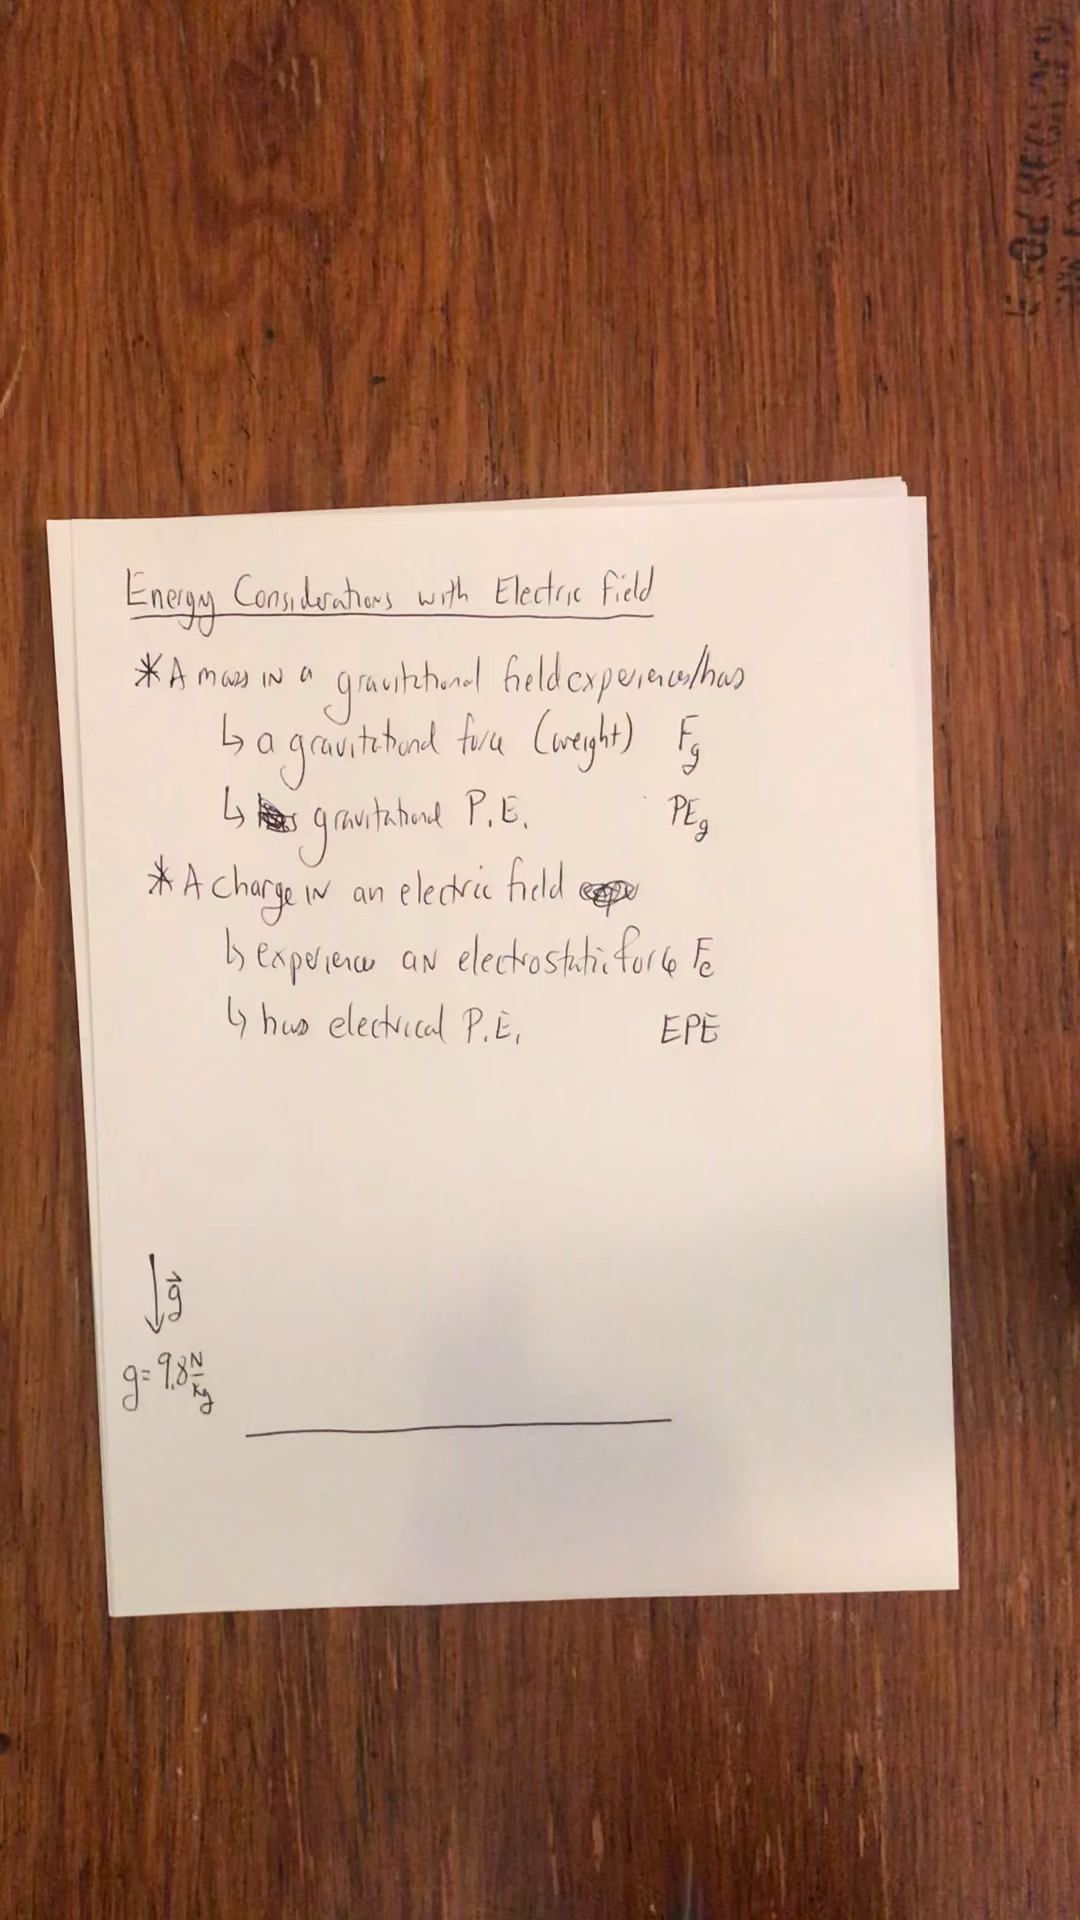 Energy Considerations with Electric Field
* A mass in a gravitational field experiences/has
↳ a gravitational force (weight) Fg
↳ gravitational P.E. PEg
* A charge in an electric field
↳ experiences an electrostatic force Fe
↳ has electrical P.E. EPE
g⃗
g = 9.8 N/kg